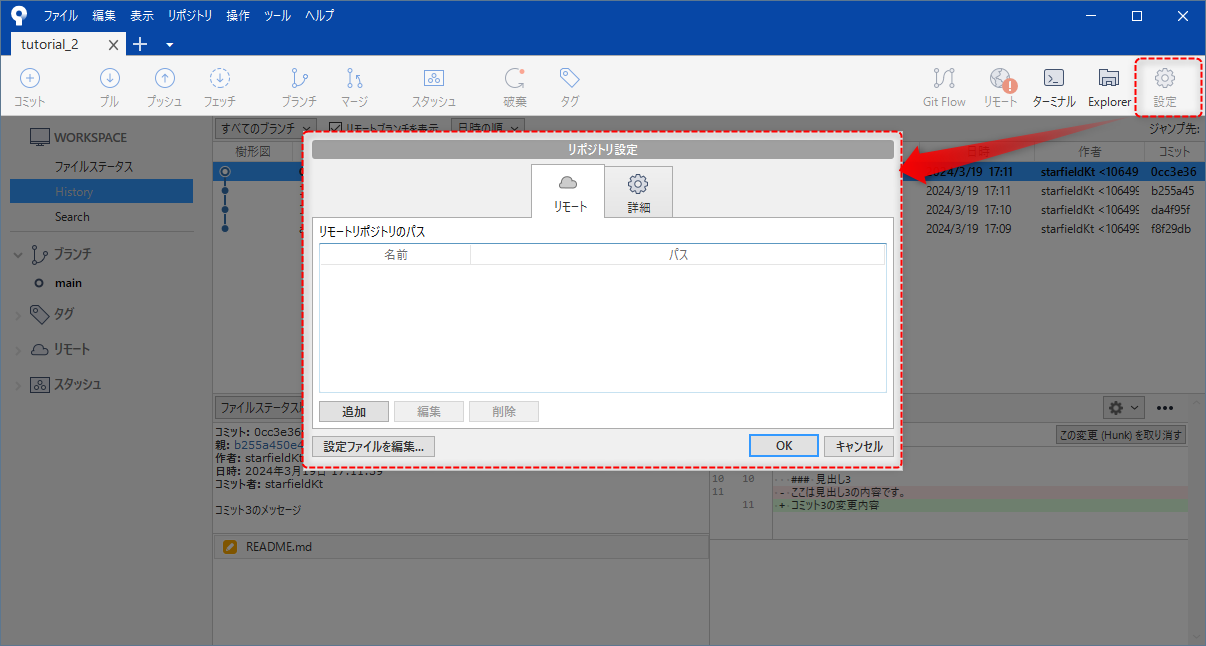 ファイル 編集 表示 リポジトリ 操作 ツール ヘルプ
tutorial_2
コミット プル プッシュ フェッチ ブランチ マージ スタッシュ 破棄 タグ Git Flow リモート ターミナル Explorer 設定
WORKSPACE
ファイルステータス
History
Search
ブランチ
main
タグ
リモート
スタッシュ
すべてのブランチ リモートブランチを表示 日時の順 ジャンプ先:
樹形図 日時 作者 コミット
2024/3/19 17:11 starfieldKt <10649 0cc3e36
2024/3/19 17:11 starfieldKt <106499 b255a45
2024/3/19 17:10 starfieldKt <106499 da4f95f
2024/3/19 17:09 starfieldKt <106499 f8f29db
リポジトリ設定
リモート 詳細
リモートリポジトリのパス
名前 パス
追加 編集 削除
設定ファイルを編集... OK キャンセル
ファイルステータス
コミット: 0cc3e36
親: b255a450e4
作者: starfieldKt
日時: 2024年3月19日 17:11:39
コミット者: starfieldKt
コミット3のメッセージ
README.md
この変更 (Hunk) を取り消す
10 10 ### 見出し3
11 - ここは見出し3の内容です。
11 + コミット3の変更内容